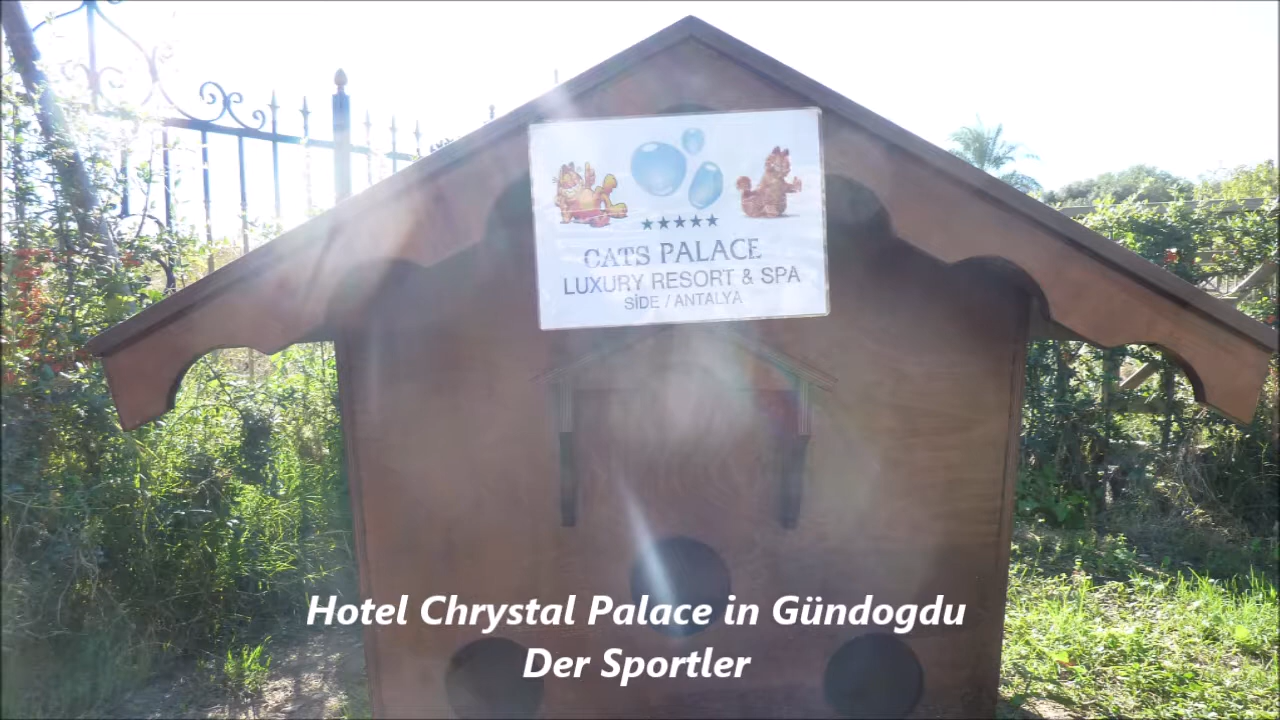 CATS PALACE
LUXURY RESORT & SPA
SİDE / ANTALYA
Hotel Chrystal Palace in Gündogdu
Der Sportler